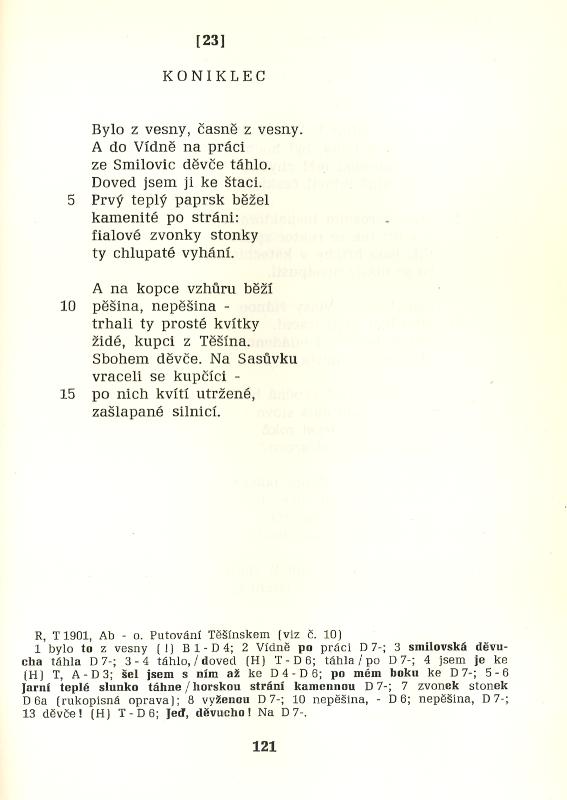 [23]
KONIKLEC
Bylo z vesny, časně z vesny.
A do Vídně na práci
ze Smilovic děvče táhlo.
Doved jsem ji ke štaci.
5 Prvý teplý paprsk běžel
kamenité po stráni:
fialové zvonky stonky
ty chlupaté vyhání.
A na kopce vzhůru běží
10 pěšina, nepěšina -
trhali ty prosté kvítky
židé, kupci z Těšína.
Sbohem děvče. Na Sasůvku
vraceli se kupčíci -
15 po nich kvítí utržené,
zašlapané silnicí.
R, T 1901, Ab - o. Putování Těšínskem (viz č. 10)
1 bylo to z vesny (!) B 1 - D 4; 2 Vídně po práci D 7-; 3 smilovská děvu-
cha táhla D 7-; 3-4 táhlo,/doved (H) T - D 6; táhla/po D 7-; 4 jsem je ke
(H) T, A - D 3; šel jsem s ním až ke D 4 - D 6; po mém boku ke D 7-; 5-6
Jarní teplé slunko táhne/horskou strání kamennou D 7-; 7 zvonek stonek
D 6a (rukopisná oprava); 8 vyženou D 7-; 10 nepěšina, - D 6; nepěšina, D 7-;
13 děvče! (H) T - D 6; Jeď, děvucho! Na D 7-.
121